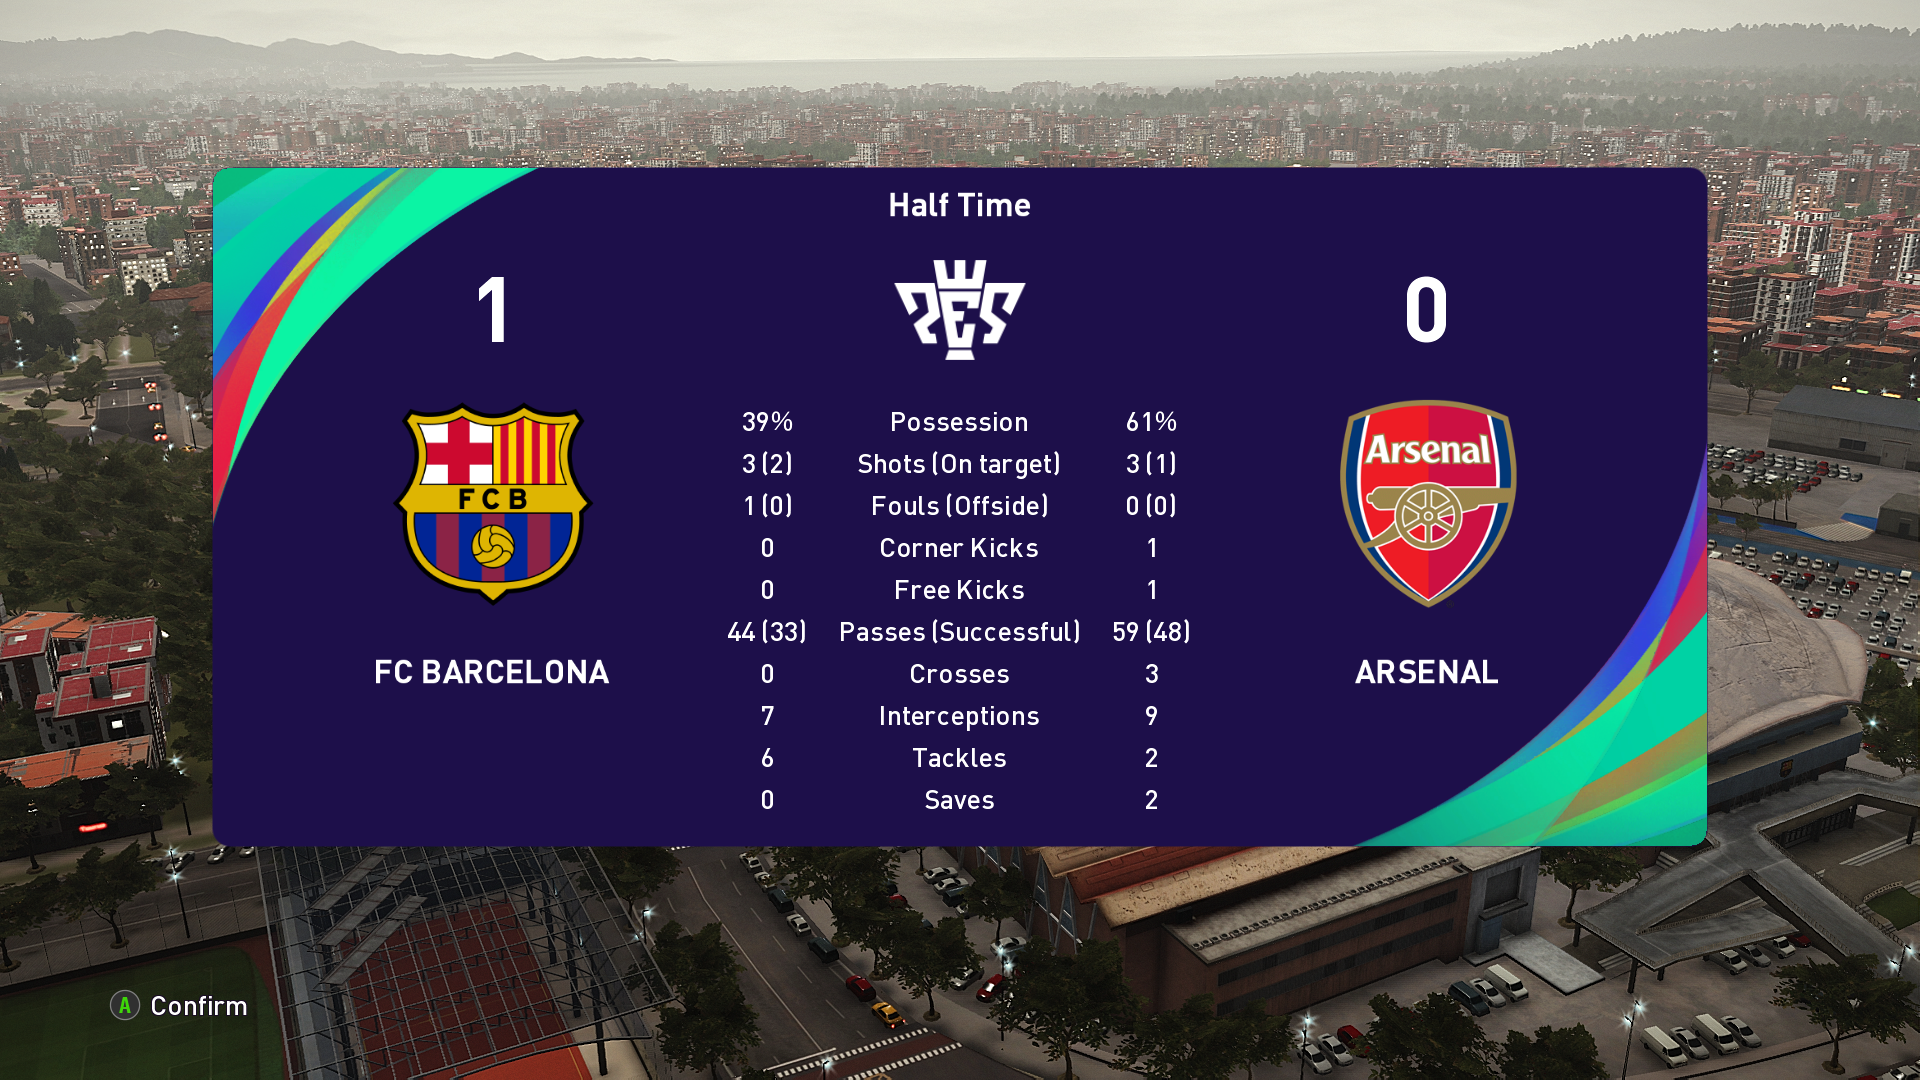 Half Time
1 PES 0
39% Possession 61%
3 (2) Shots (On target) 3 (1)
1 (0) Fouls (Offside) 0 (0)
0 Corner Kicks 1
0 Free Kicks 1
44 (33) Passes (Successful) 59 (48)
0 Crosses 3
7 Interceptions 9
6 Tackles 2
0 Saves 2
FCB
Arsenal
FC BARCELONA
ARSENAL
A Confirm